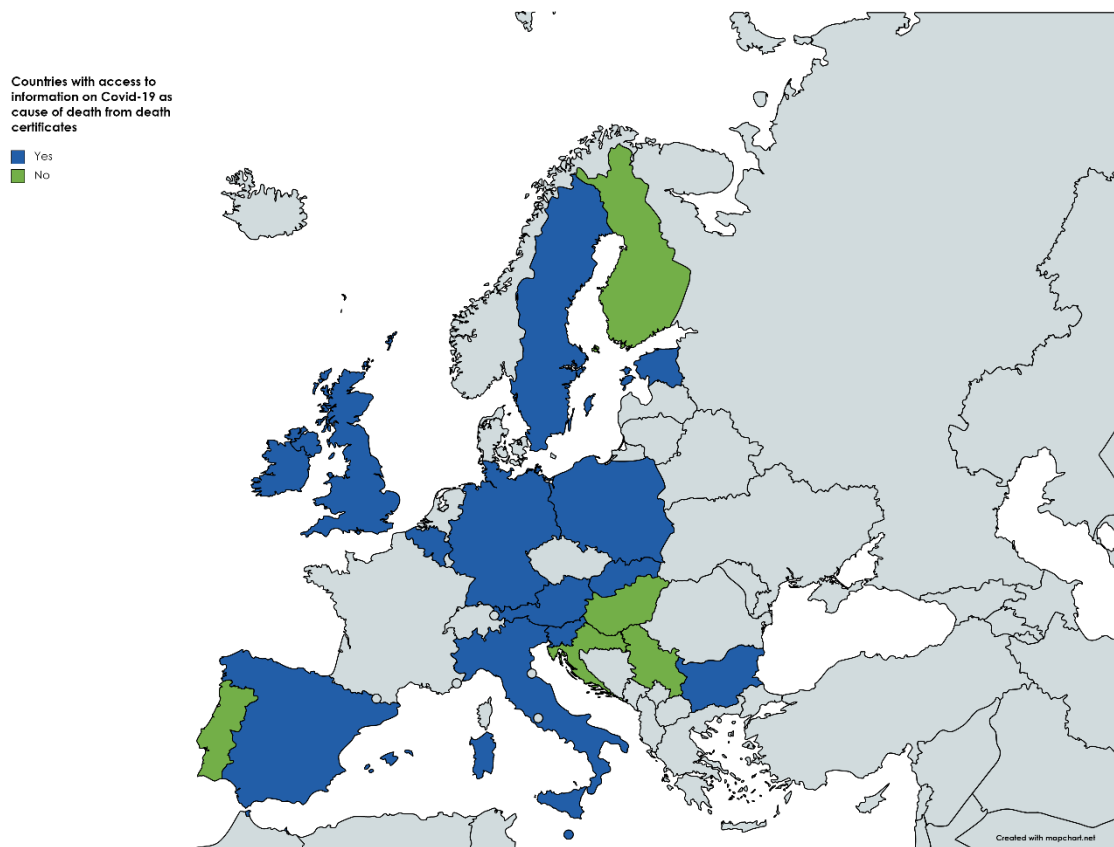 Countries with access to
information on Covid-19 as
cause of death from death
certificates
Yes
No
Created with mapchart.net